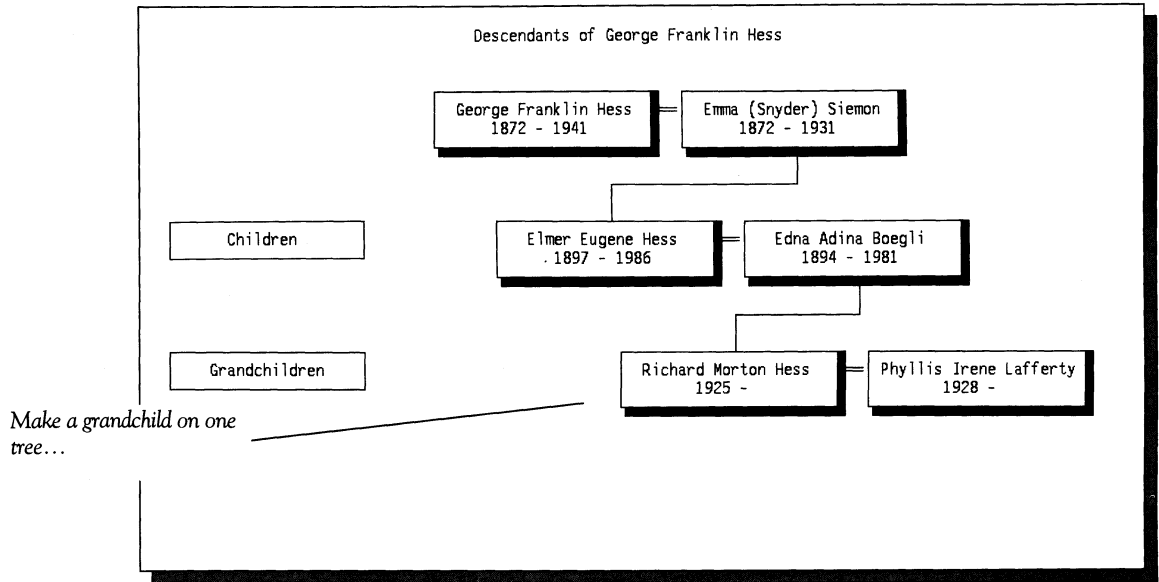 Descendants of George Franklin Hess
George Franklin Hess
1872 - 1941
Emma (Snyder) Siemon
1872 - 1931
Children
Elmer Eugene Hess
1897 - 1986
Edna Adina Boegli
1894 - 1981
Grandchildren
Richard Morton Hess
1925 -
Phyllis Irene Lafferty
1928 -
Make a grandchild on one
tree...